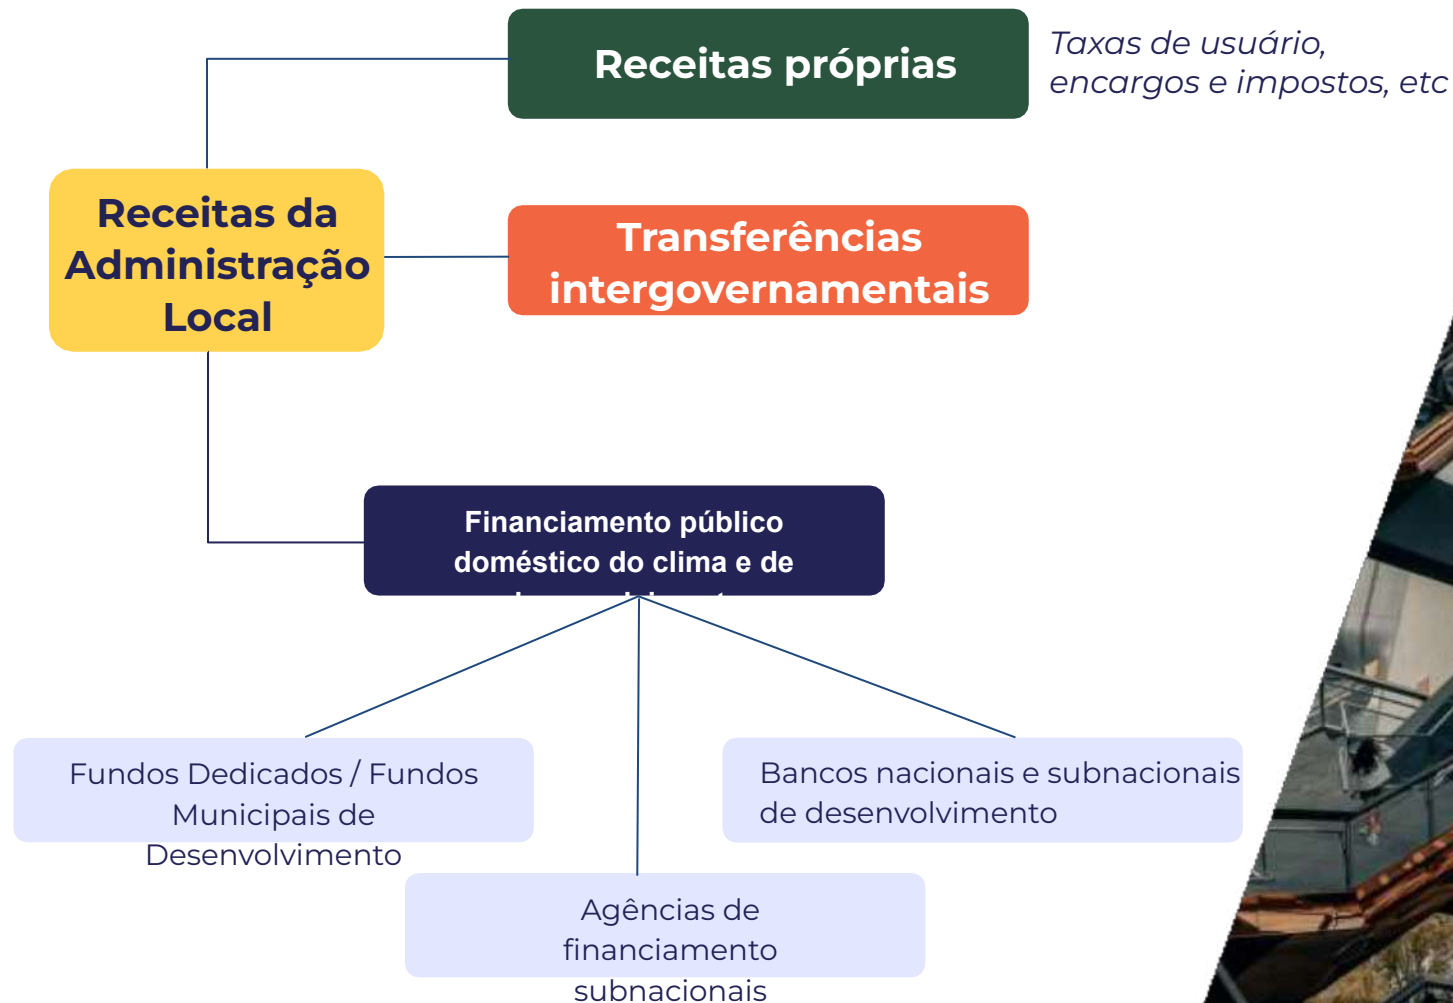 Receitas próprias
Taxas de usuário,
encargos e impostos, etc
Receitas da
Administração
Local
Transferências
intergovernamentais
Financiamento público
doméstico do clima e de
Fundos Dedicados / Fundos
Municipais de
Desenvolvimento
Bancos nacionais e subnacionais
de desenvolvimento
Agências de
financiamento
subnacionais